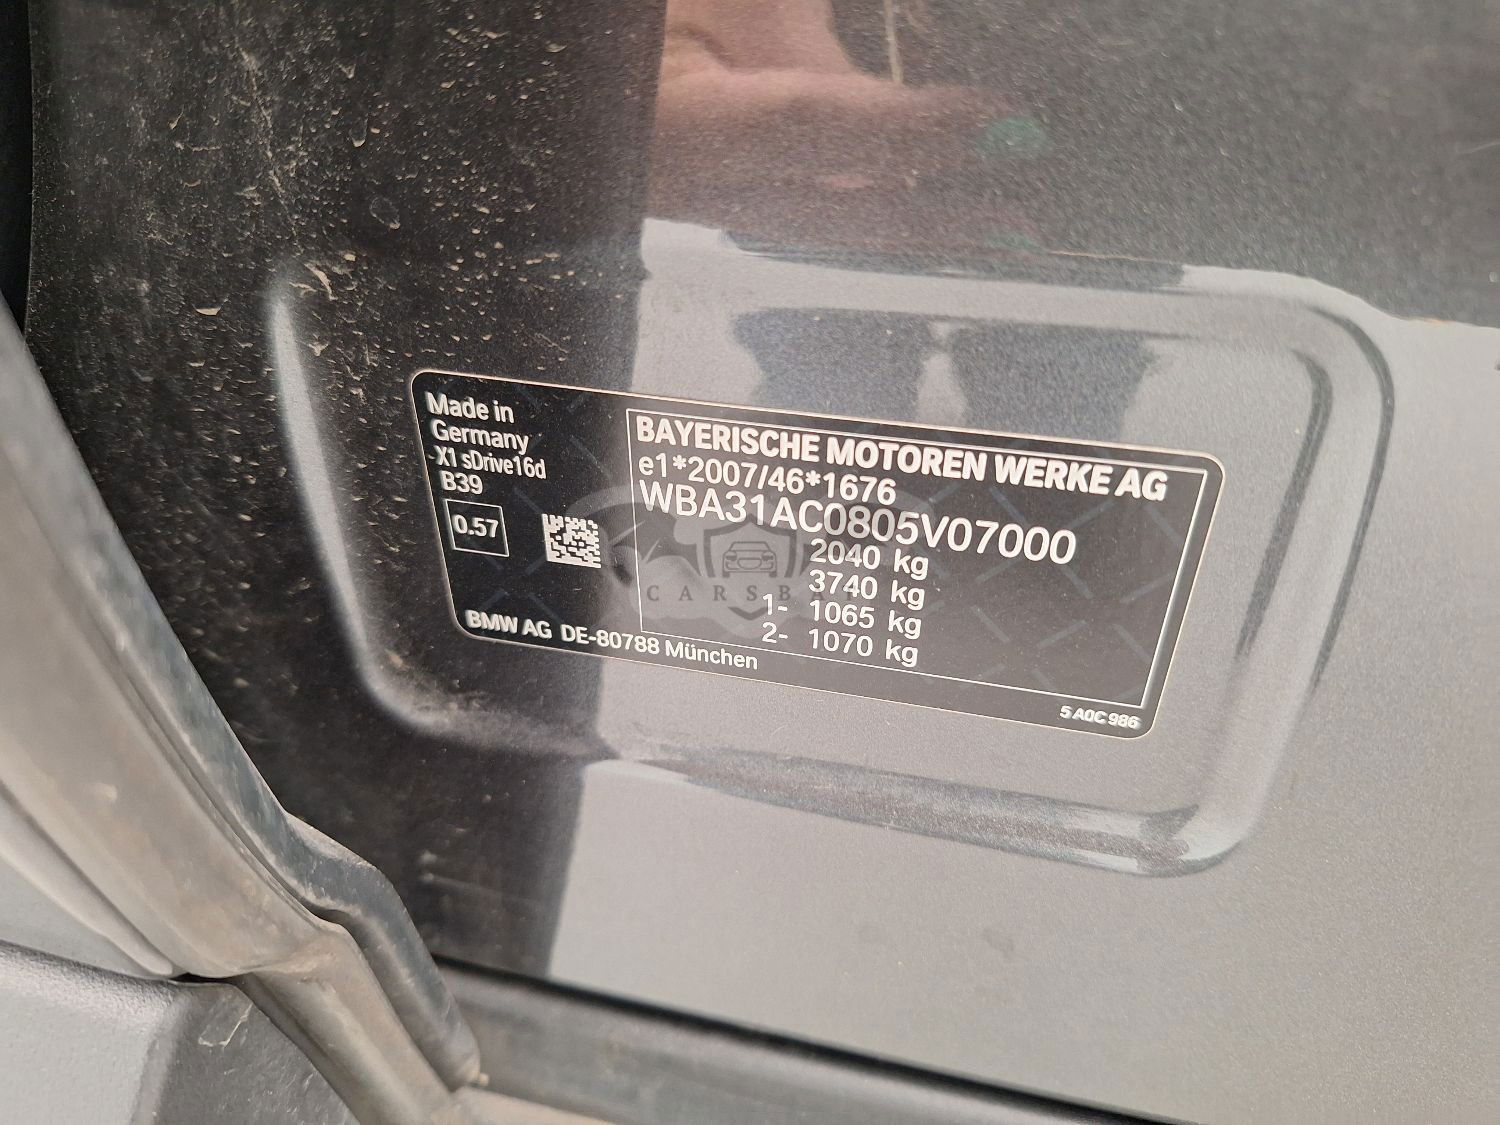 Made in
Germany
X1 sDrive16d
B39
0.57
BMW AG DE-80788 München
BAYERISCHE MOTOREN WERKE AG
e1*2007/46*1676
WBA31AC0805V07000
2040 kg
3740 kg
1- 1065 kg
2- 1070 kg
5 A0C 986